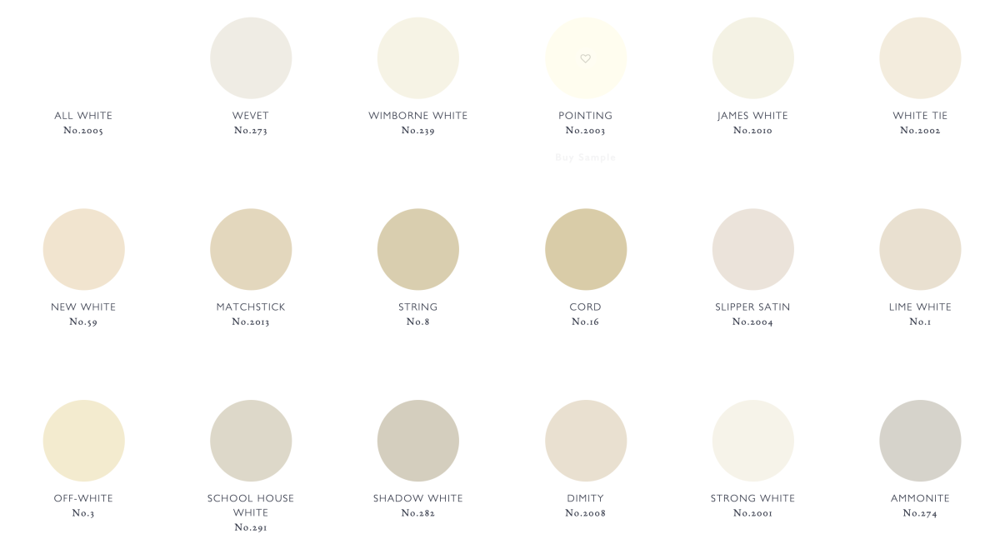 ALL WHITE
No.2005
WEVET
No.273
WIMBORNE WHITE
No.239
POINTING
No.2003
Buy Sample
JAMES WHITE
No.2010
WHITE TIE
No.2002
NEW WHITE
No.59
MATCHSTICK
No.2013
STRING
No.8
CORD
No.16
SLIPPER SATIN
No.2004
LIME WHITE
No.1
OFF-WHITE
No.3
SCHOOL HOUSE
WHITE
No.291
SHADOW WHITE
No.282
DIMITY
No.2008
STRONG WHITE
No.2001
AMMONITE
No.274